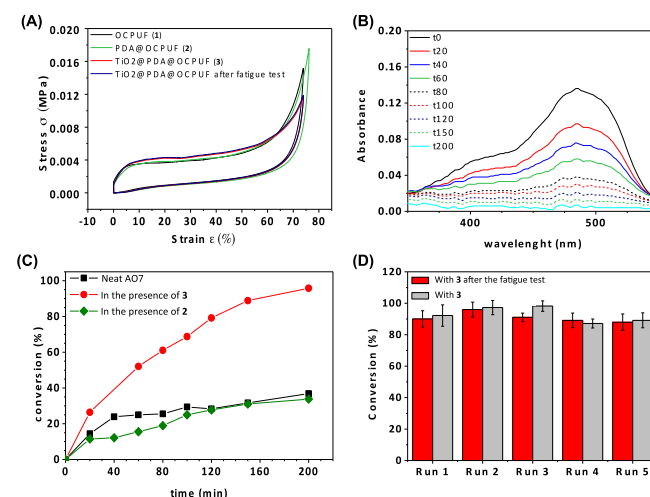 (A)
0.020
0.016
0.012
0.008
0.004
0.000
Stress σ (MPa)
OCPUF (1)
PDA@OCPUF (2)
TiO2@PDA@OCPUF (3)
TiO2@PDA@OCPUF after fatigue test
-10 0 10 20 30 40 50 60 70 80
Strain ε(%)
(B)
0.20
0.16
0.12
0.08
0.04
0.00
Absorbance
t0
t20
t40
t60
t80
t100
t120
t150
t200
400 500
wavelenght (nm)
(C)
100
80
60
40
20
0
conversion (%)
Neat AO7
In the presence of 3
In the presence of 2
0 40 80 120 160 200
time (min)
(D)
120
100
80
60
40
20
0
Conversion (%)
With 3 after the fatigue test
With 3
Run 1 Run 2 Run 3 Run 4 Run 5